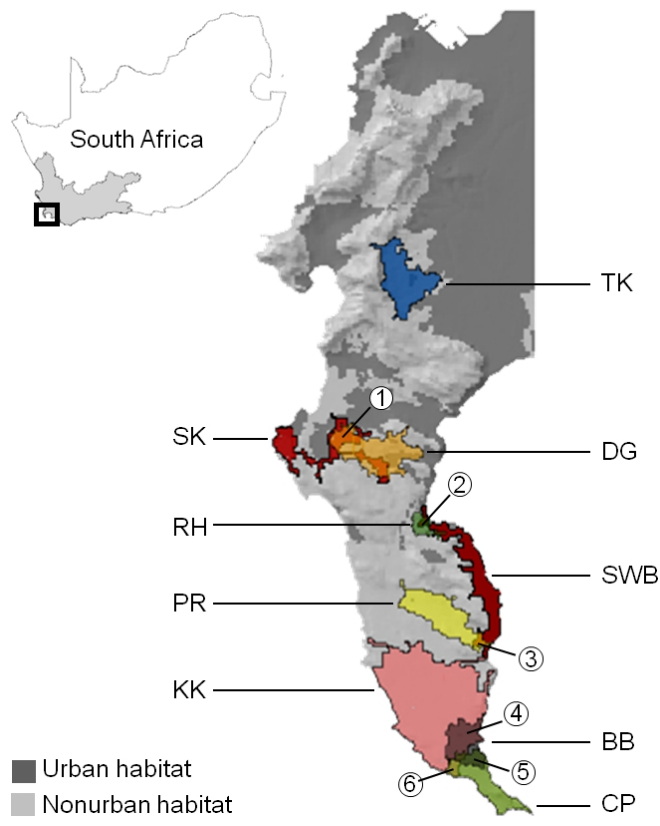 South Africa
TK
①
SK
DG
②
RH
SWB
PR
③
KK
④
BB
⑤
⑥
CP
Urban habitat
Nonurban habitat